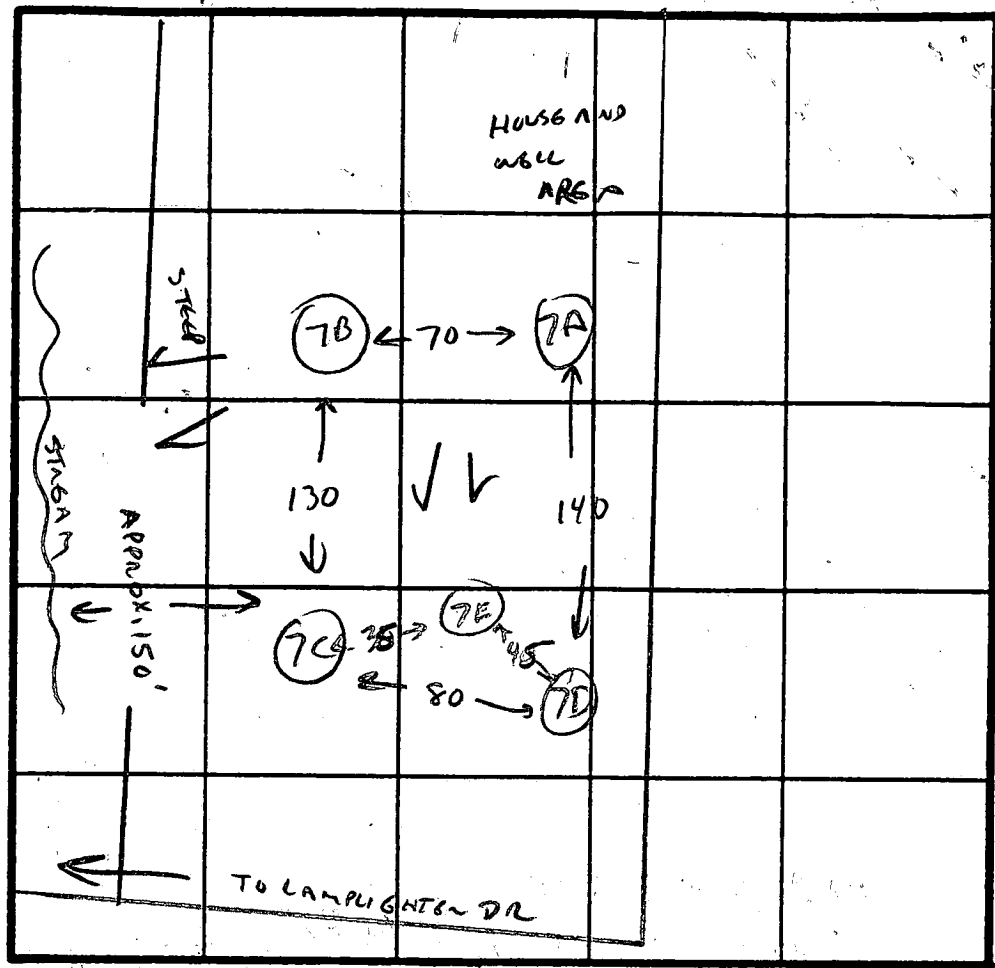 HOUSE AND
WELL
AREA
STEEP
7B
70
7A
STREAM
130
140
APPROX. 150'
7E
7C
45
80
7D
TO LAMPLIGHTER DR